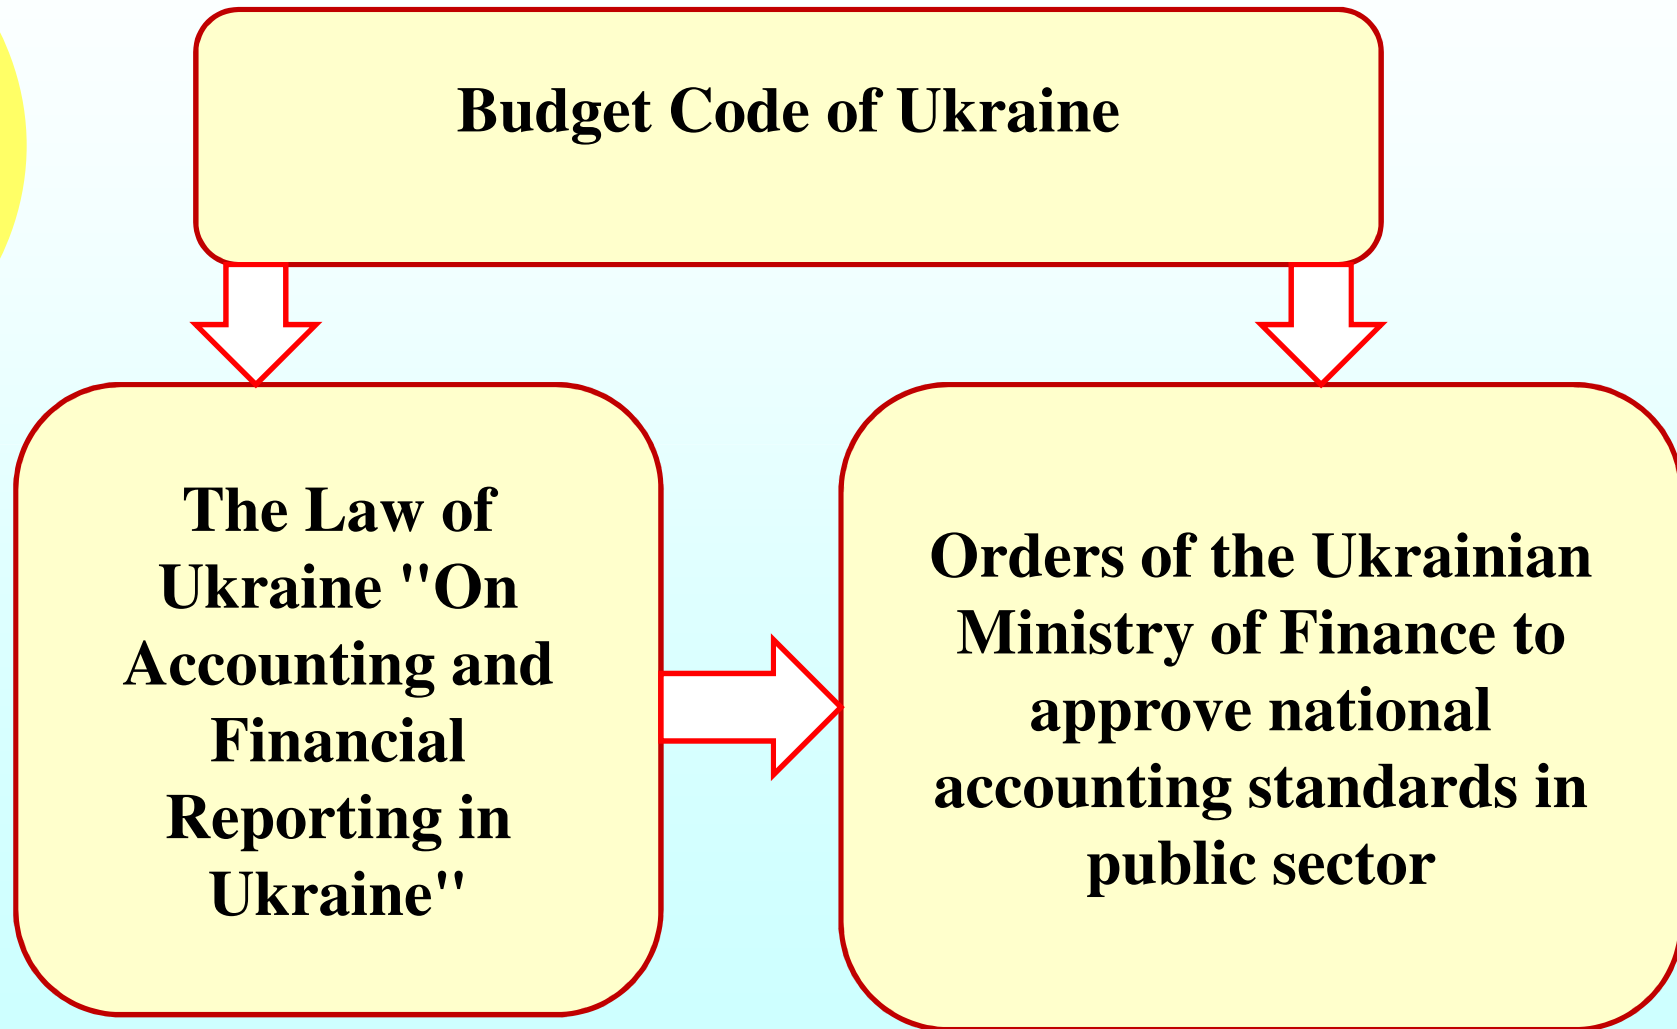 Budget Code of Ukraine
The Law of
Ukraine "On
Accounting and
Financial
Reporting in
Ukraine"
Orders of the Ukrainian
Ministry of Finance to
approve national
accounting standards in
public sector